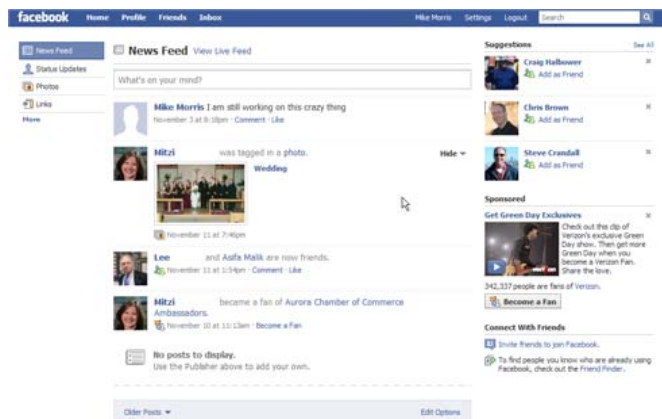 facebook Home Profile Friends Inbox Mike Morris Settings Logout Search
News Feed
Status Updates
Photos
Links
More
News Feed View Live Feed
What's on your mind?
Mike Morris I am still working on this crazy thing
November 3 at 8:18pm · Comment · Like
Mitzi was tagged in a photo.
Hide
Wedding
November 11 at 7:46pm
Lee and Asifa Malik are now friends.
November 11 at 1:54pm · Comment · Like
Mitzi became a fan of Aurora Chamber of Commerce
Ambassadors.
November 10 at 11:13am · Become a Fan
No posts to display.
Use the Publisher above to add your own.
Older Posts Edit Options
Suggestions See All
Craig Halbower
Add as Friend
Chris Brown
Add as Friend
Steve Crandall
Add as Friend
Sponsored
Get Green Day Exclusives
Check out this clip of
Verizon's exclusive Green
Day show. Then get more
Green Day when you
become a Verizon Fan.
Share the love.
342,337 people are fans of Verizon.
Become a Fan
Connect With Friends
Invite friends to join Facebook.
To find people you know who are already using
Facebook, check out the Friend Finder.